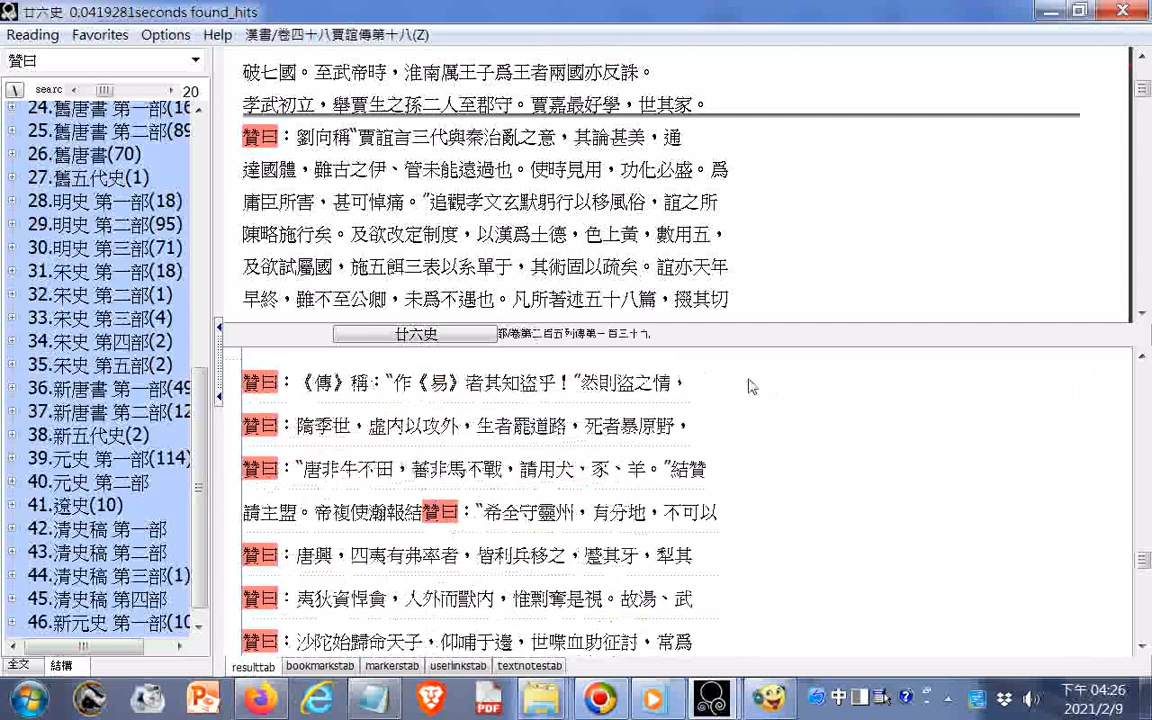 廿六史 0.0419281seconds found_hits
Reading Favorites Options Help 漢書/卷四十八賈誼傳第十八(Z)
贊曰
searc 20
24.舊唐書 第一部(16
25.舊唐書 第二部(89
26.舊唐書(70)
27.舊五代史(1)
28.明史 第一部(18)
29.明史 第二部(95)
30.明史 第三部(71)
31.宋史 第一部(18)
32.宋史 第二部(1)
33.宋史 第三部(4)
34.宋史 第四部(2)
35.宋史 第五部(2)
36.新唐書 第一部(49
37.新唐書 第二部(12
38.新五代史(2)
39.元史 第一部(114)
40.元史 第二部
41.遼史(10)
42.清史稿 第一部
43.清史稿 第二部
44.清史稿 第三部(1)
45.清史稿 第四部
46.新元史 第一部(10
全文 結構
破七國。至武帝時，淮南厲王子爲王者兩國亦反誅。
孝武初立，舉賈生之孫二人至郡守。賈嘉最好學，世其家。
贊曰：劉向稱“賈誼言三代與秦治亂之意，其論甚美，通
達國體，雖古之伊、管未能遠過也。使時見用，功化必盛。爲
庸臣所害，甚可悼痛。”追觀孝文玄默躬行以移風俗，誼之所
陳略施行矣。及欲改定制度，以漢爲土德，色上黃，數用五，
及欲試屬國，施五餌三表以系單于，其術固以疏矣。誼亦天年
早終，雖不至公卿，未爲不遇也。凡所著述五十八篇，掇其切
廿六史 部/卷第二百五列傳第一百三十九.
贊曰：《傳》稱：“作《易》者其知盜乎！”然則盜之情，
贊曰：隋季世，虛內以攻外，生者罷道路，死者暴原野，
贊曰：“唐非牛不田，蕃非馬不戰，請用犬、豕、羊。”結贊
請主盟。帝複使瀚報結贊曰：“希全守靈州，有分地，不可以
贊曰：唐興，四夷有弗率者，皆利兵移之，蹙其牙，犁其
贊曰：夷狄資悍貪，人外而獸內，惟剽奪是視。故湯、武
贊曰：沙陀始歸命天子，仰哺于邊，世喋血助征討，常爲
resulttab bookmarkstab markerstab userlinkstab textnotestab
PDF
中
下午 04:26
2021/2/9